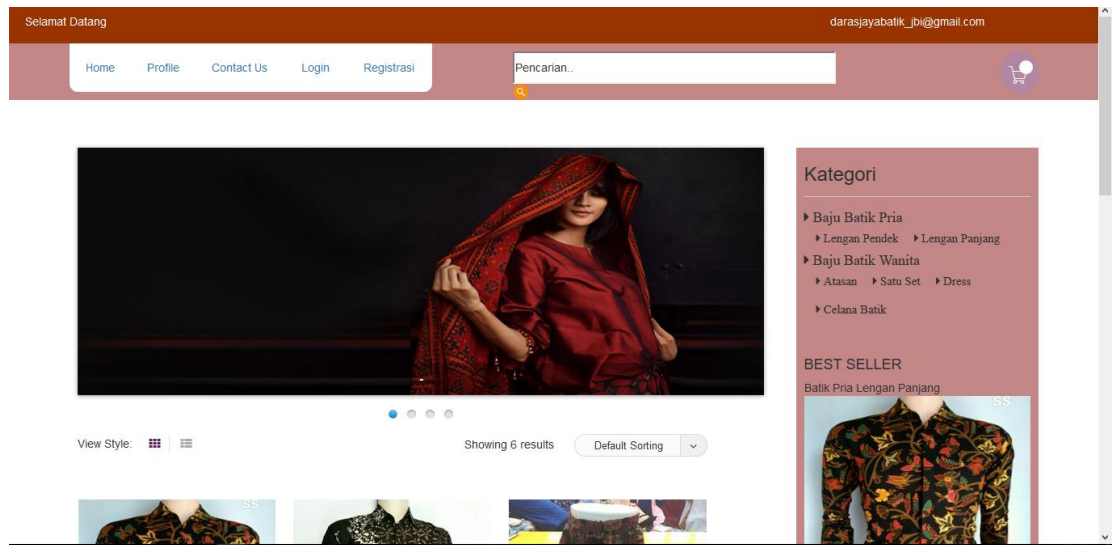 Selamat Datang darasjayabatik_jbi@gmail.com
Home Profile Contact Us Login Registrasi Pencarian..
Kategori
Baju Batik Pria
Lengan Pendek Lengan Panjang
Baju Batik Wanita
Atasan Satu Set Dress
Celana Batik
BEST SELLER
Batik Pria Lengan Panjang
SS
View Style: Showing 6 results Default Sorting
SS